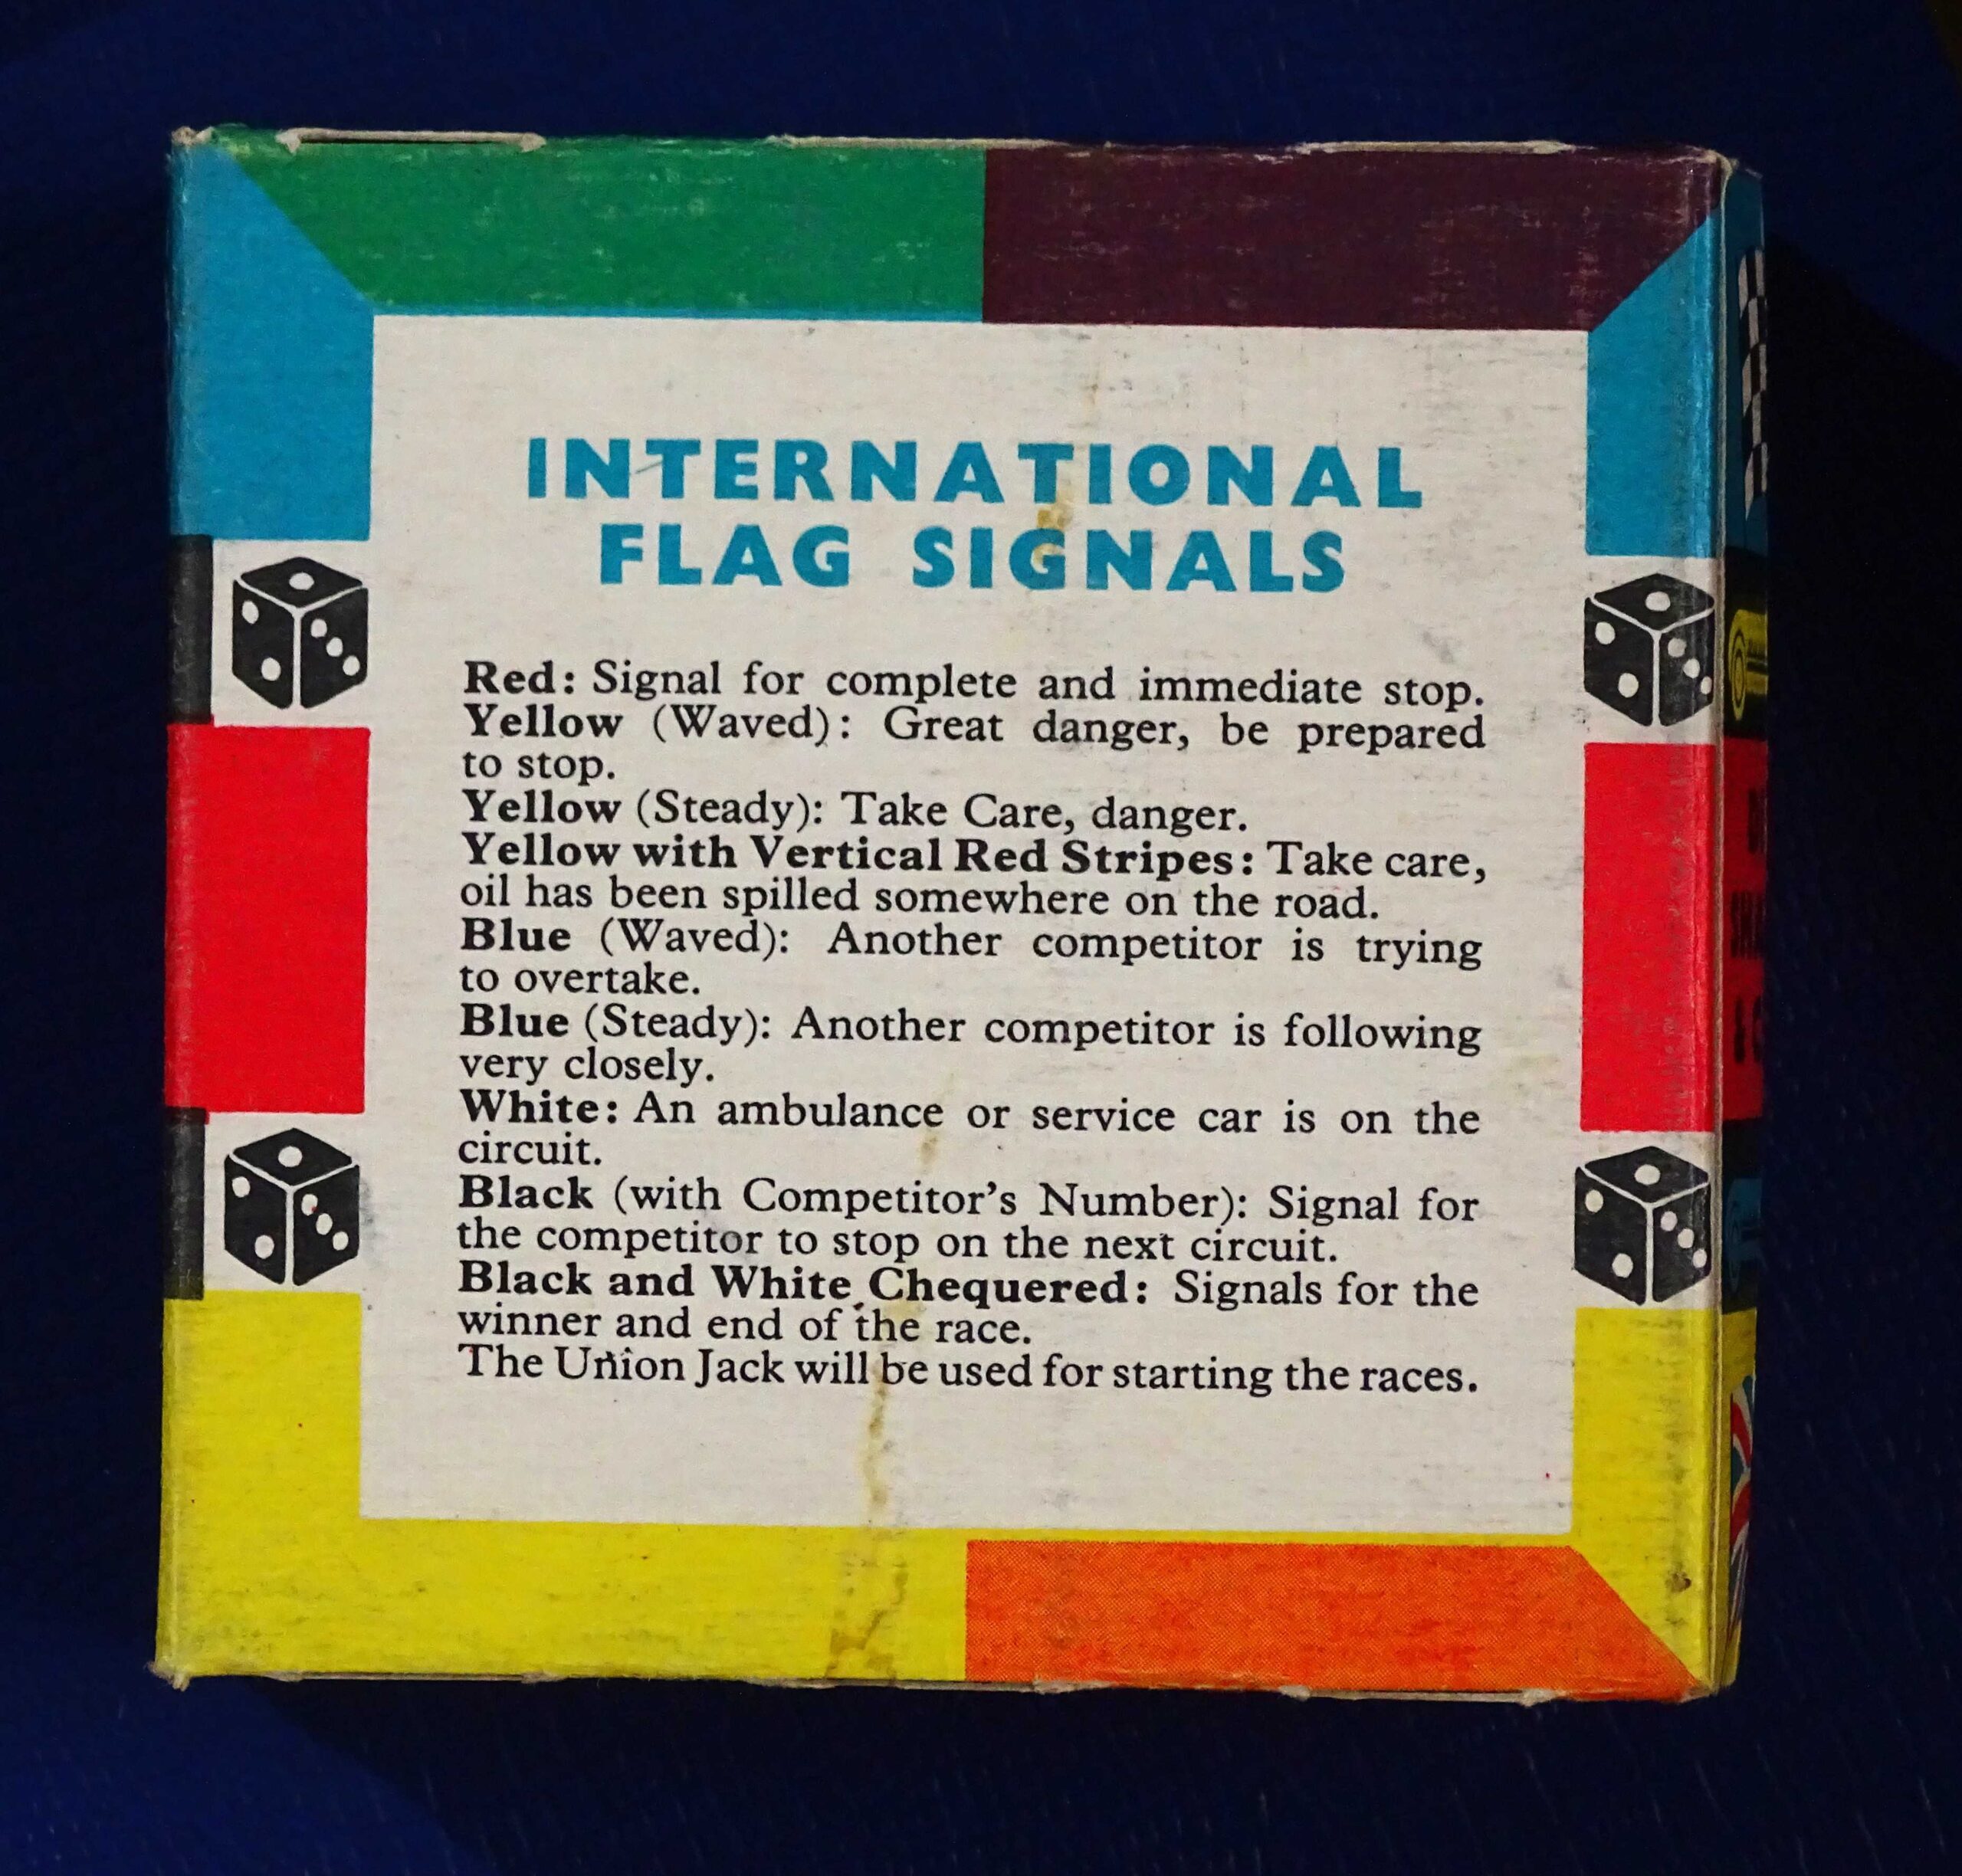 INTERNATIONAL
FLAG SIGNALS
Red: Signal for complete and immediate stop.
Yellow (Waved): Great danger, be prepared
to stop.
Yellow (Steady): Take Care, danger.
Yellow with Vertical Red Stripes: Take care,
oil has been spilled somewhere on the road.
Blue (Waved): Another competitor is trying
to overtake.
Blue (Steady): Another competitor is following
very closely.
White: An ambulance or service car is on the
circuit.
Black (with Competitor's Number): Signal for
the competitor to stop on the next circuit.
Black and White Chequered: Signals for the
winner and end of the race.
The Union Jack will be used for starting the races.